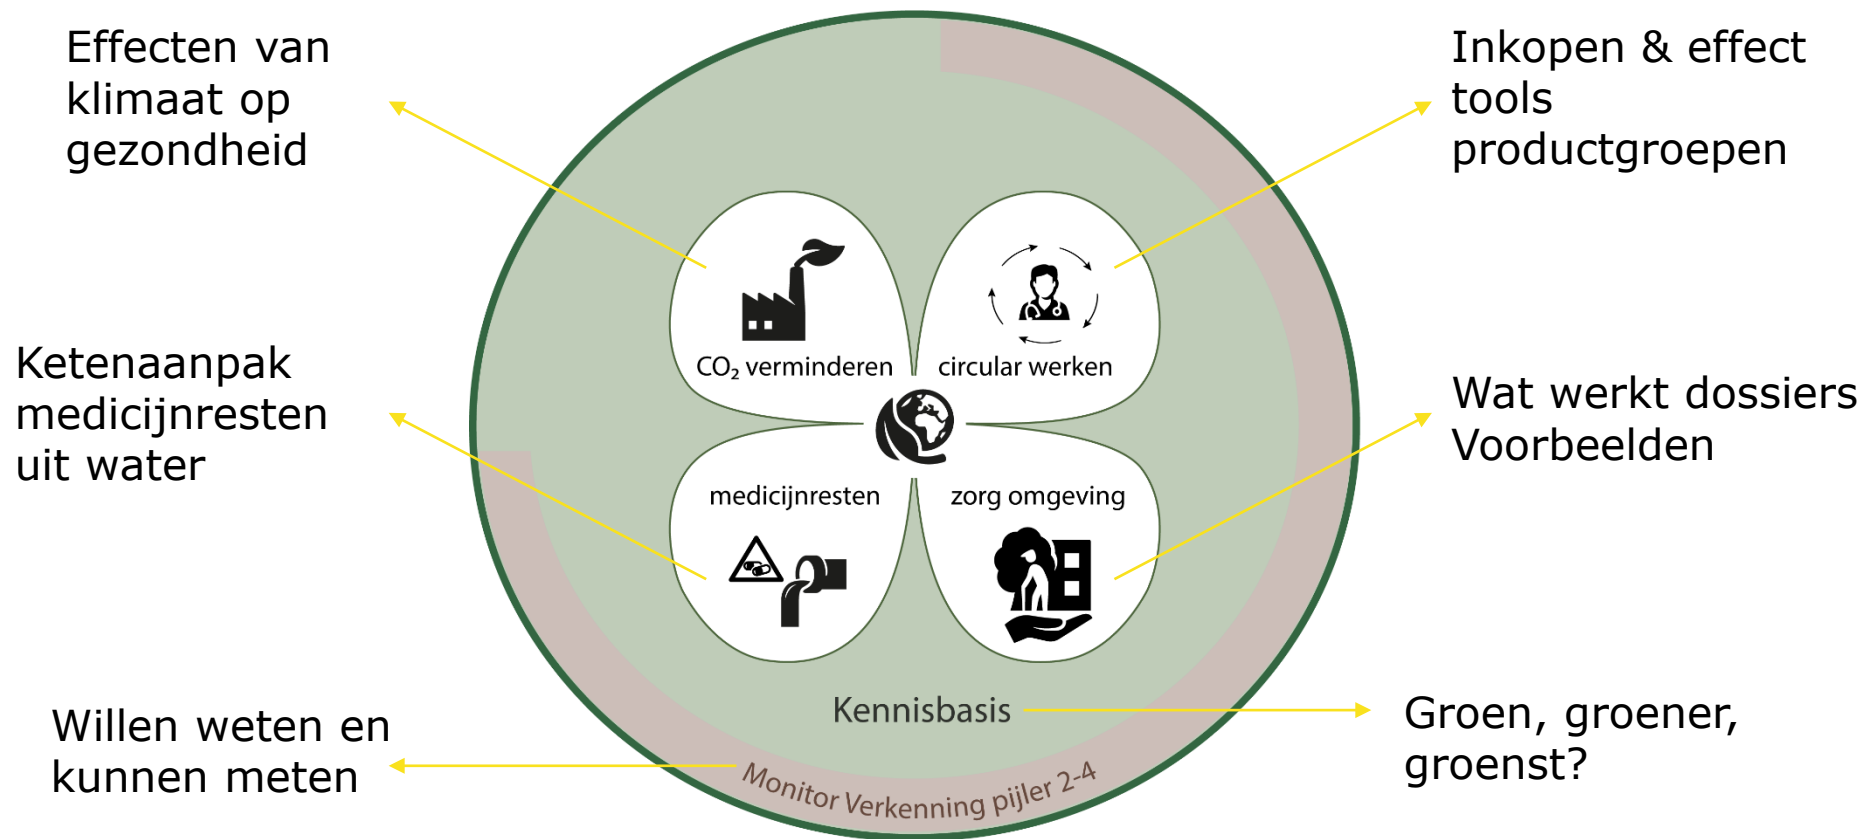 Effecten van
klimaat op
gezondheid
Inkopen & effect
tools
productgroepen
CO₂ verminderen
circular werken
Ketenaanpak
medicijnresten
uit water
Wat werkt dossiers
Voorbeelden
medicijnresten
zorg omgeving
Kennisbasis
Willen weten en
kunnen meten
Groen, groener,
groenst?
Monitor Verkenning pijler 2-4